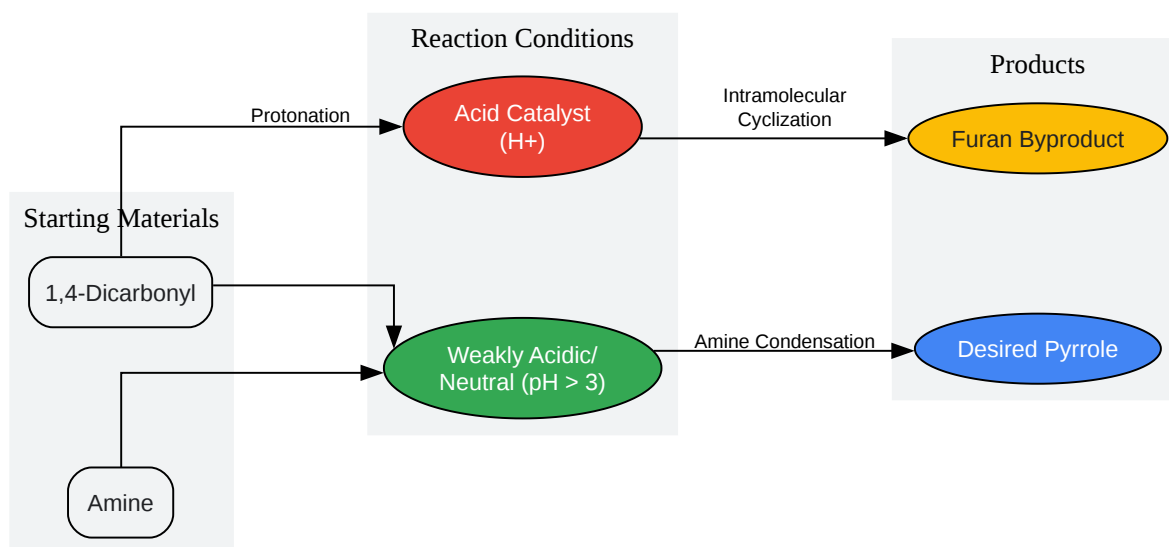 Reaction Conditions
Products
Protonation
Acid Catalyst
(H+)
Intramolecular
Cyclization
Furan Byproduct
Starting Materials
1,4-Dicarbonyl
Weakly Acidic/
Neutral (pH > 3)
Amine Condensation
Desired Pyrrole
Amine